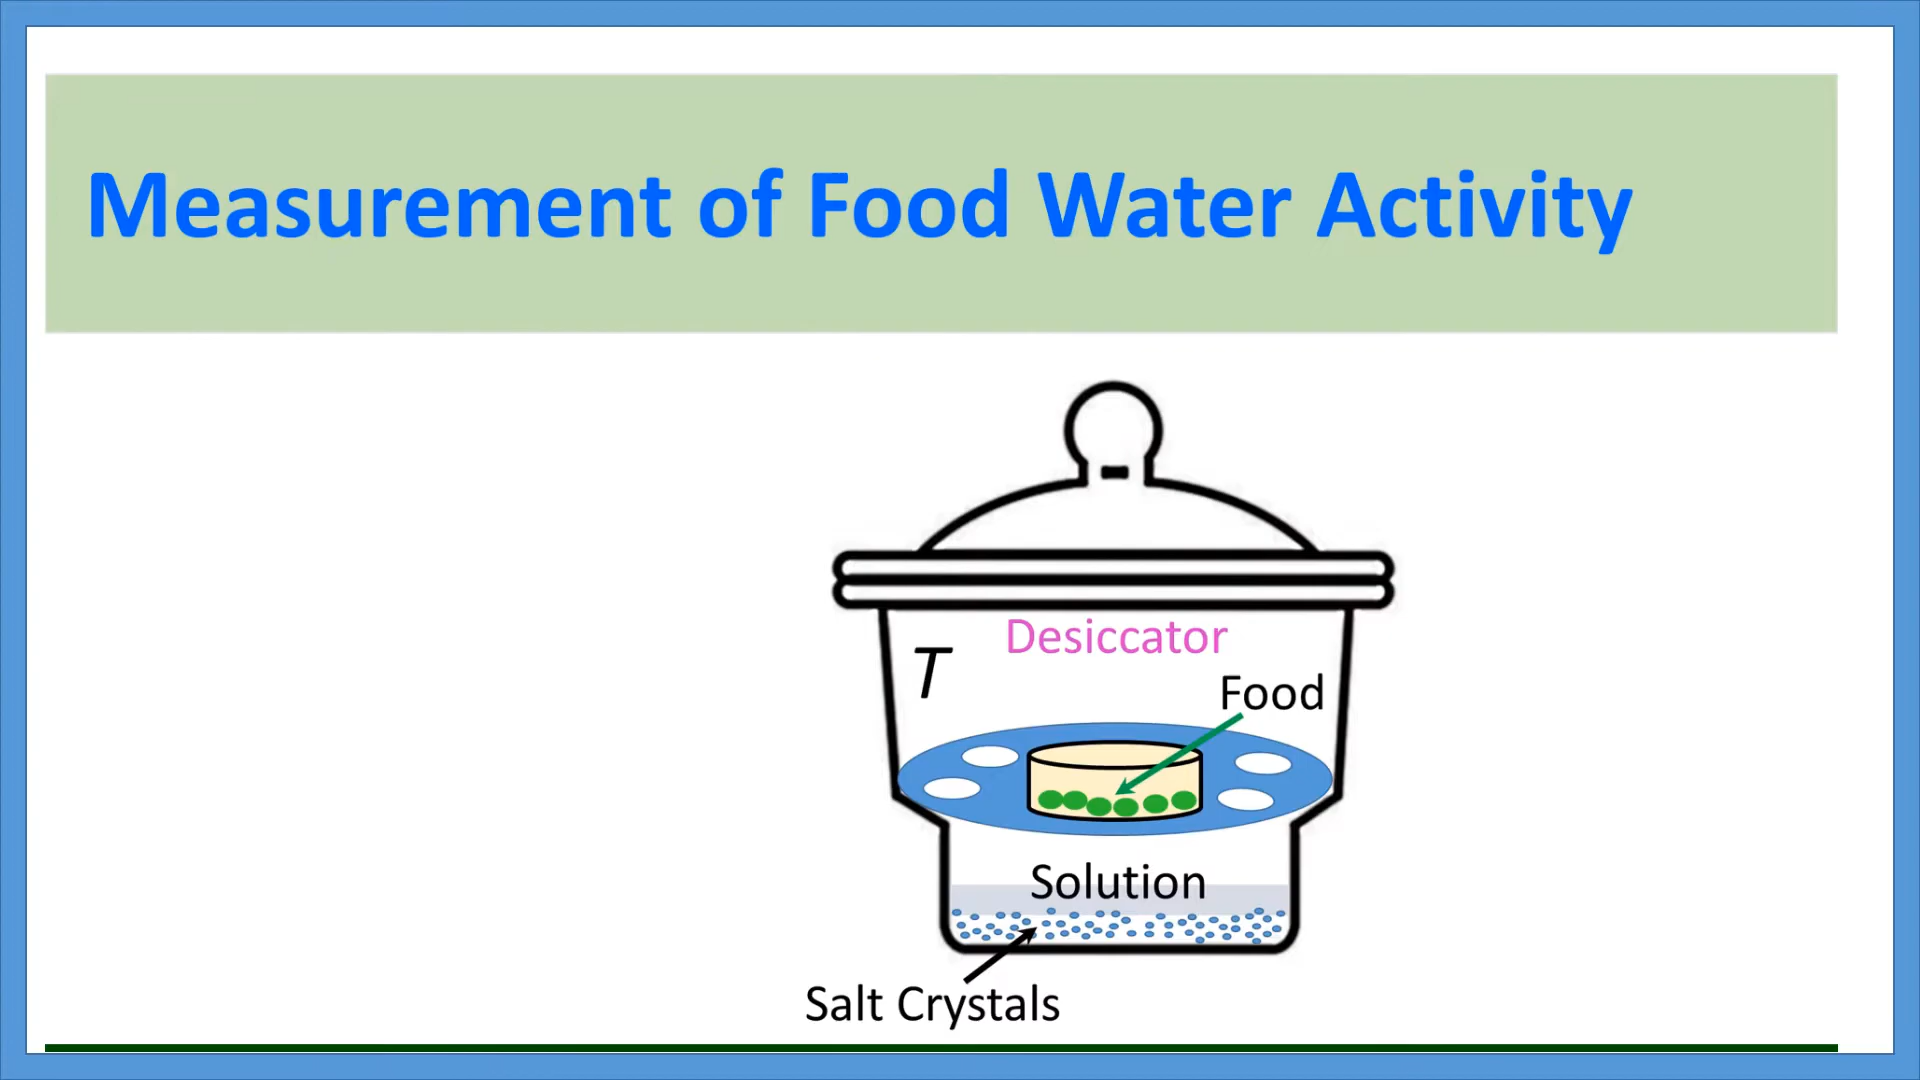 Measurement of Food Water Activity
Desiccator
T
Food
Solution
Salt Crystals